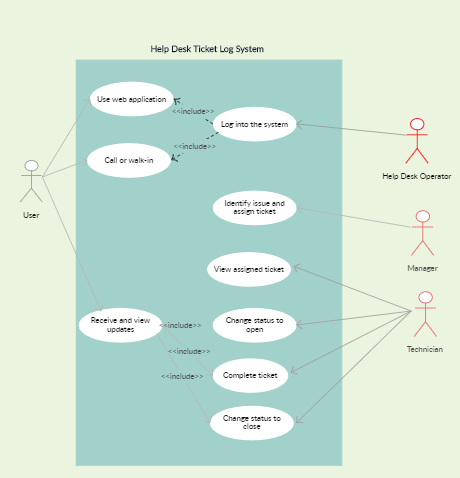 Help Desk Ticket Log System
Use web application
<<include>>
Log into the system
<<include>>
Call or walk-in
Help Desk Operator
User
Identify issue and
assign ticket
Manager
View assigned ticket
Receive and view
updates
<<include>>
Change status to
open
Technician
<<include>>
Complete ticket
<<include>>
Change status to
close